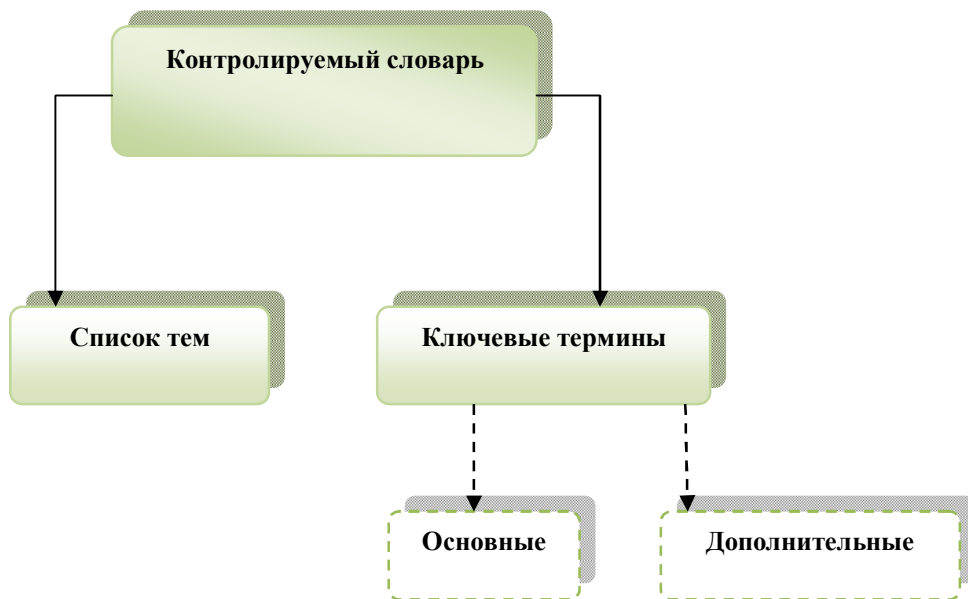 Контролируемый словарь
Список тем
Ключевые термины
Основные
Дополнительные